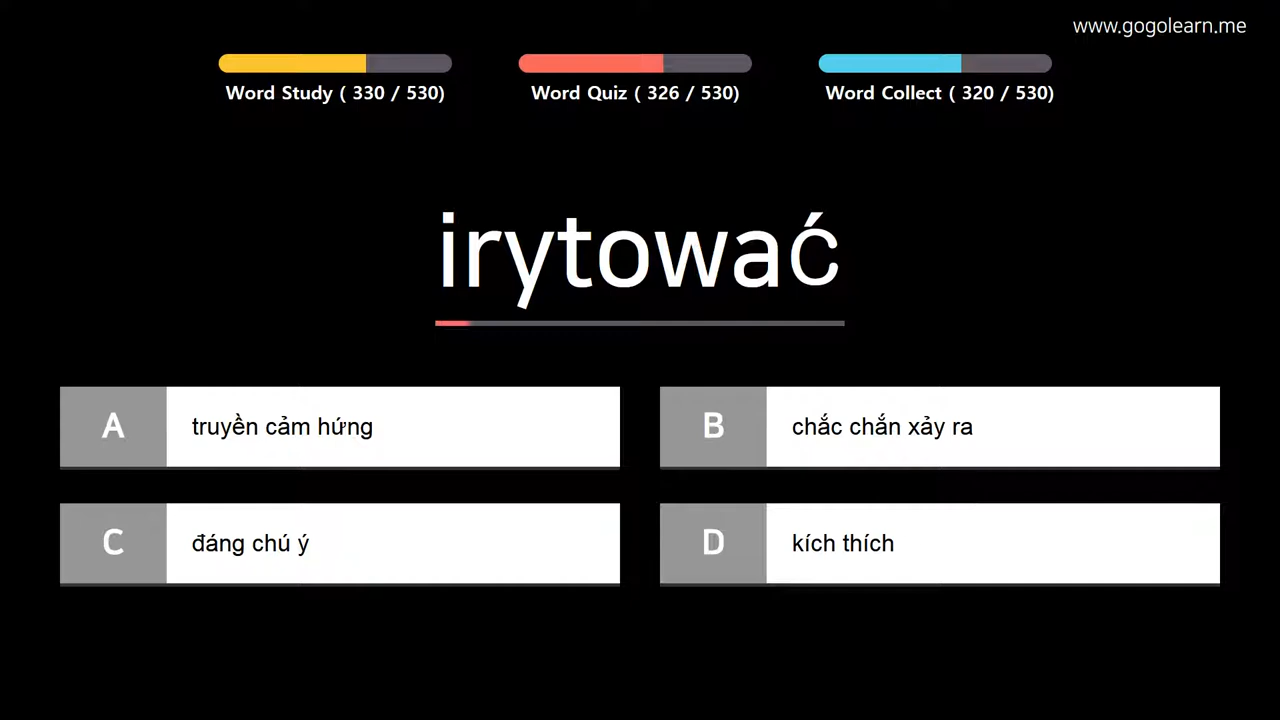 www.gogolearn.me
Word Study ( 330 / 530)
Word Quiz ( 326 / 530)
Word Collect ( 320 / 530)
irytować
A
truyền cảm hứng
B
chắc chắn xảy ra
C
đáng chú ý
D
kích thích